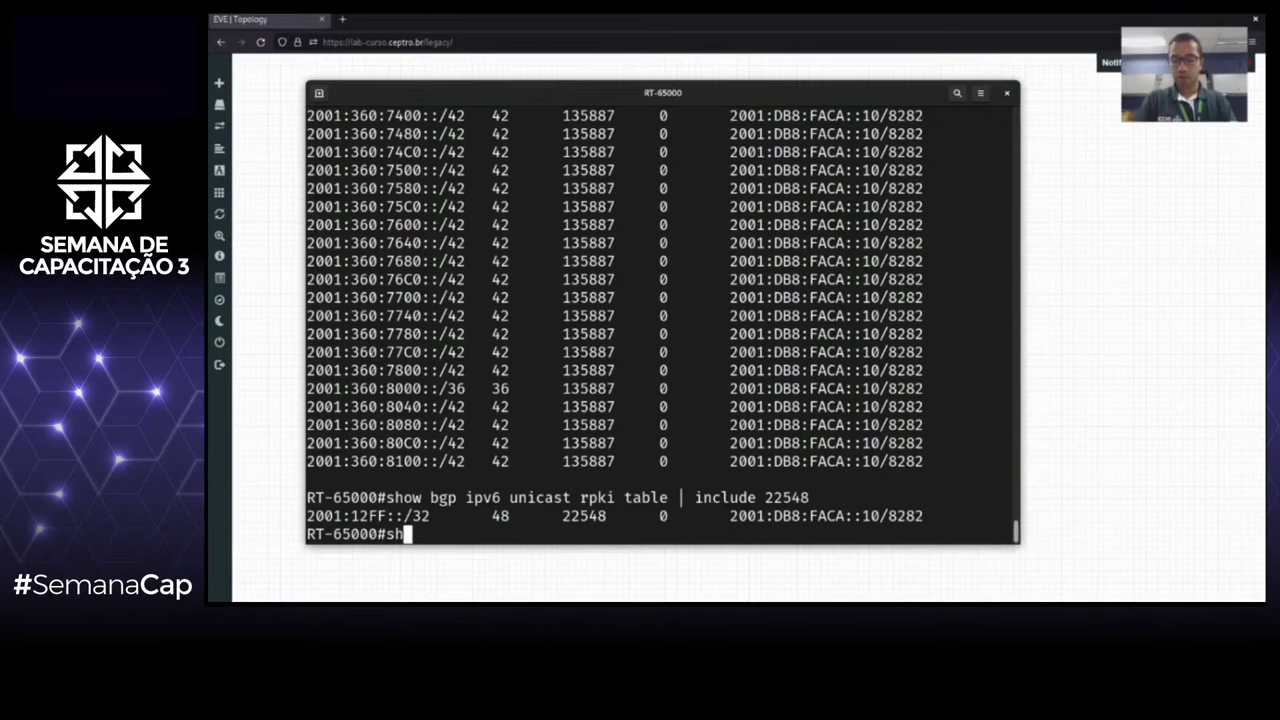 EVE | Topology
https://lab-curso.ceptro.br/legacy/
Notif
RT-65000
2001:360:7400::/42 42 135887 0 2001:DB8:FACA::10/8282
2001:360:7480::/42 42 135887 0 2001:DB8:FACA::10/8282
2001:360:74C0::/42 42 135887 0 2001:DB8:FACA::10/8282
2001:360:7500::/42 42 135887 0 2001:DB8:FACA::10/8282
2001:360:7580::/42 42 135887 0 2001:DB8:FACA::10/8282
2001:360:75C0::/42 42 135887 0 2001:DB8:FACA::10/8282
2001:360:7600::/42 42 135887 0 2001:DB8:FACA::10/8282
2001:360:7640::/42 42 135887 0 2001:DB8:FACA::10/8282
2001:360:7680::/42 42 135887 0 2001:DB8:FACA::10/8282
2001:360:76C0::/42 42 135887 0 2001:DB8:FACA::10/8282
2001:360:7700::/42 42 135887 0 2001:DB8:FACA::10/8282
2001:360:7740::/42 42 135887 0 2001:DB8:FACA::10/8282
2001:360:7780::/42 42 135887 0 2001:DB8:FACA::10/8282
2001:360:77C0::/42 42 135887 0 2001:DB8:FACA::10/8282
2001:360:7800::/42 42 135887 0 2001:DB8:FACA::10/8282
2001:360:8000::/36 36 135887 0 2001:DB8:FACA::10/8282
2001:360:8040::/42 42 135887 0 2001:DB8:FACA::10/8282
2001:360:8080::/42 42 135887 0 2001:DB8:FACA::10/8282
2001:360:80C0::/42 42 135887 0 2001:DB8:FACA::10/8282
2001:360:8100::/42 42 135887 0 2001:DB8:FACA::10/8282
RT-65000#show bgp ipv6 unicast rpki table | include 22548
2001:12FF::/32 48 22548 0 2001:DB8:FACA::10/8282
RT-65000#sh
SEMANA DE
CAPACITAÇÃO 3
#SemanaCap